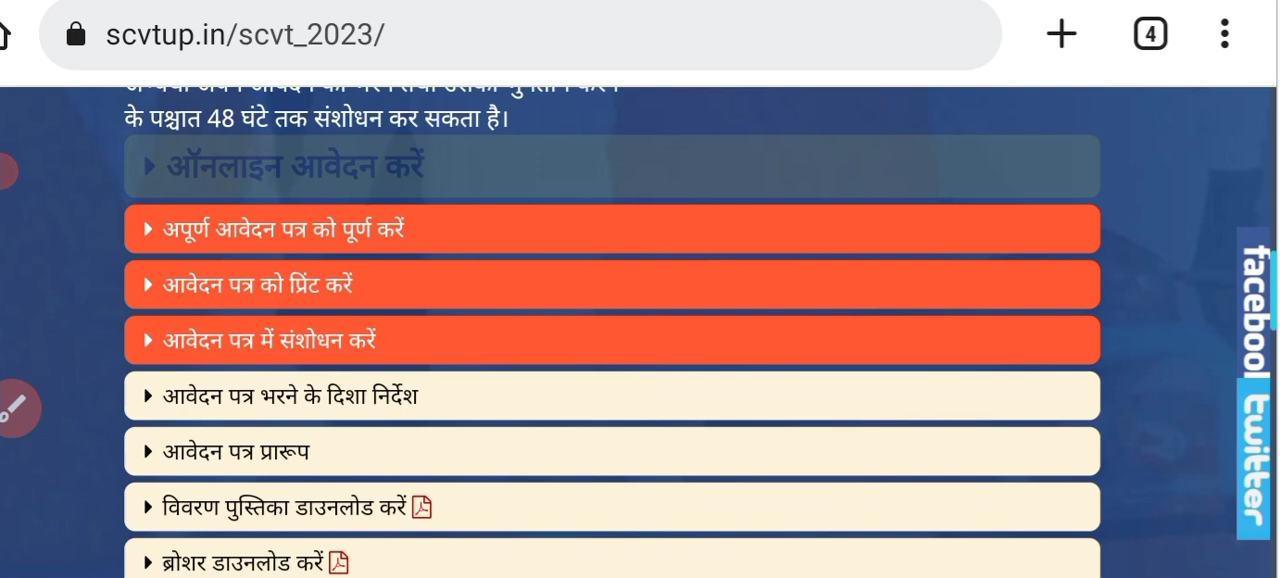 scvtup.in/scvt_2023/
4
के पश्चात 48 घंटे तक संशोधन कर सकता है।
ऑनलाइन आवेदन करें
अपूर्ण आवेदन पत्र को पूर्ण करें
आवेदन पत्र को प्रिंट करें
आवेदन पत्र में संशोधन करें
आवेदन पत्र भरने के दिशा निर्देश
आवेदन पत्र प्रारूप
विवरण पुस्तिका डाउनलोड करें
ब्रोशर डाउनलोड करें
facebool
twitter